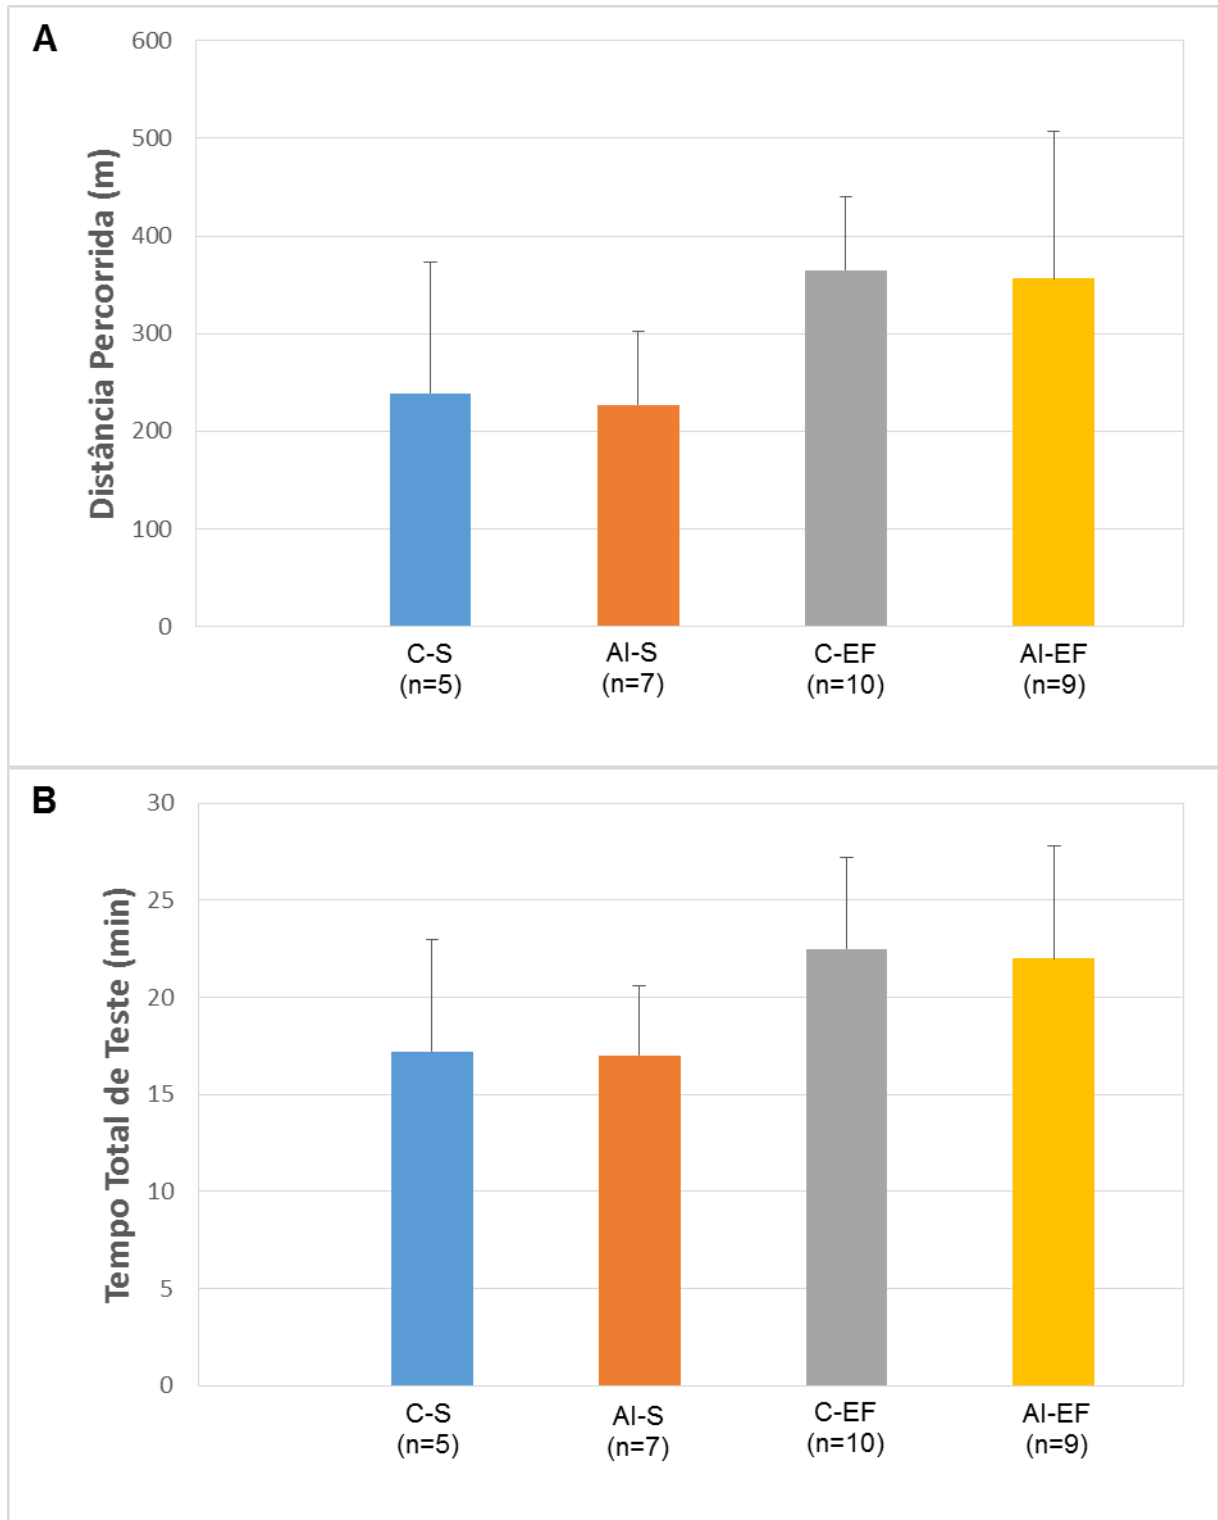 A
Distância Percorrida (m)
600
500
400
300
200
100
0
C-S
(n=5)
AI-S
(n=7)
C-EF
(n=10)
AI-EF
(n=9)
B
Tempo Total de Teste (min)
30
25
20
15
10
5
0
C-S
(n=5)
AI-S
(n=7)
C-EF
(n=10)
AI-EF
(n=9)